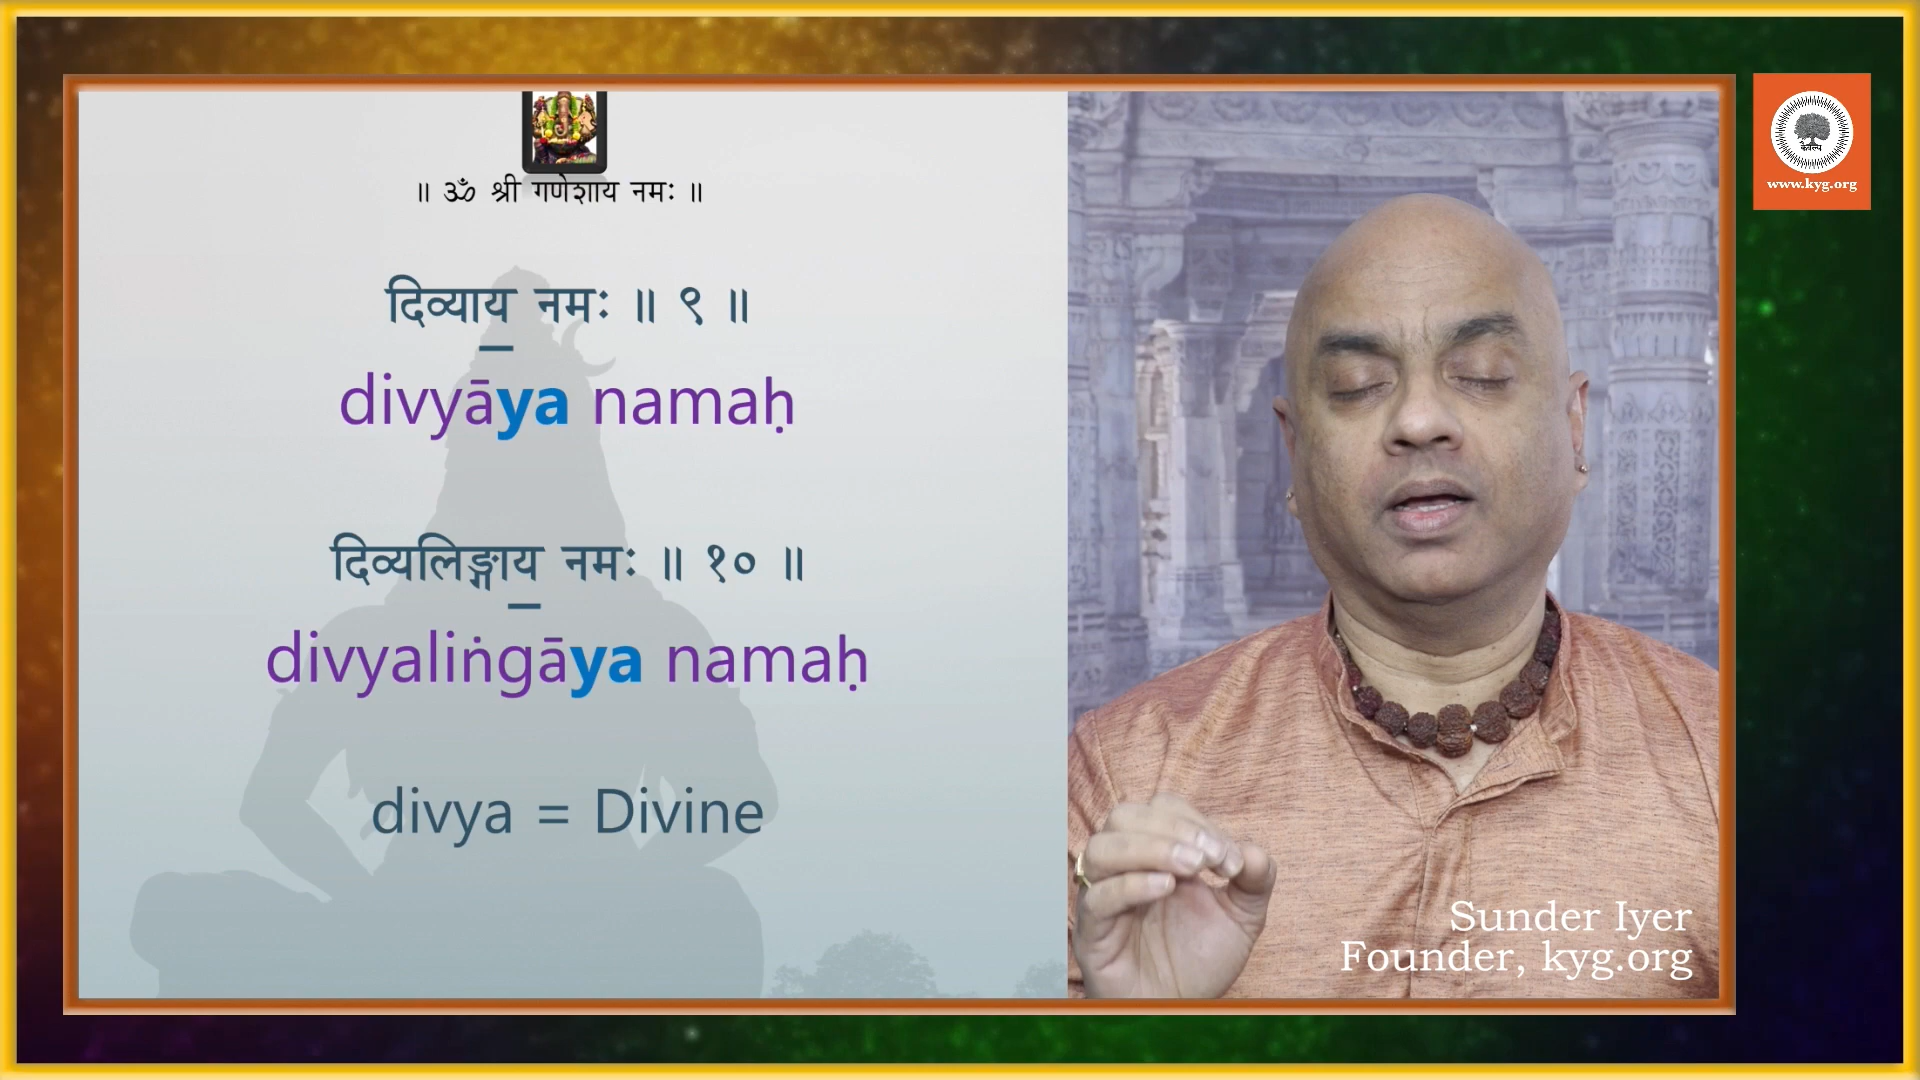 ॥ ॐ श्री गणेशाय नमः ॥
दिव्याय॒ नमः ॥ ९ ॥
divyāya namaḥ
दिव्यलिङ्गाय॒ नमः ॥ १० ॥
divyaliṅgāya namaḥ
divya = Divine
कैवल्य
www.kyg.org
Sunder Iyer
Founder, kyg.org